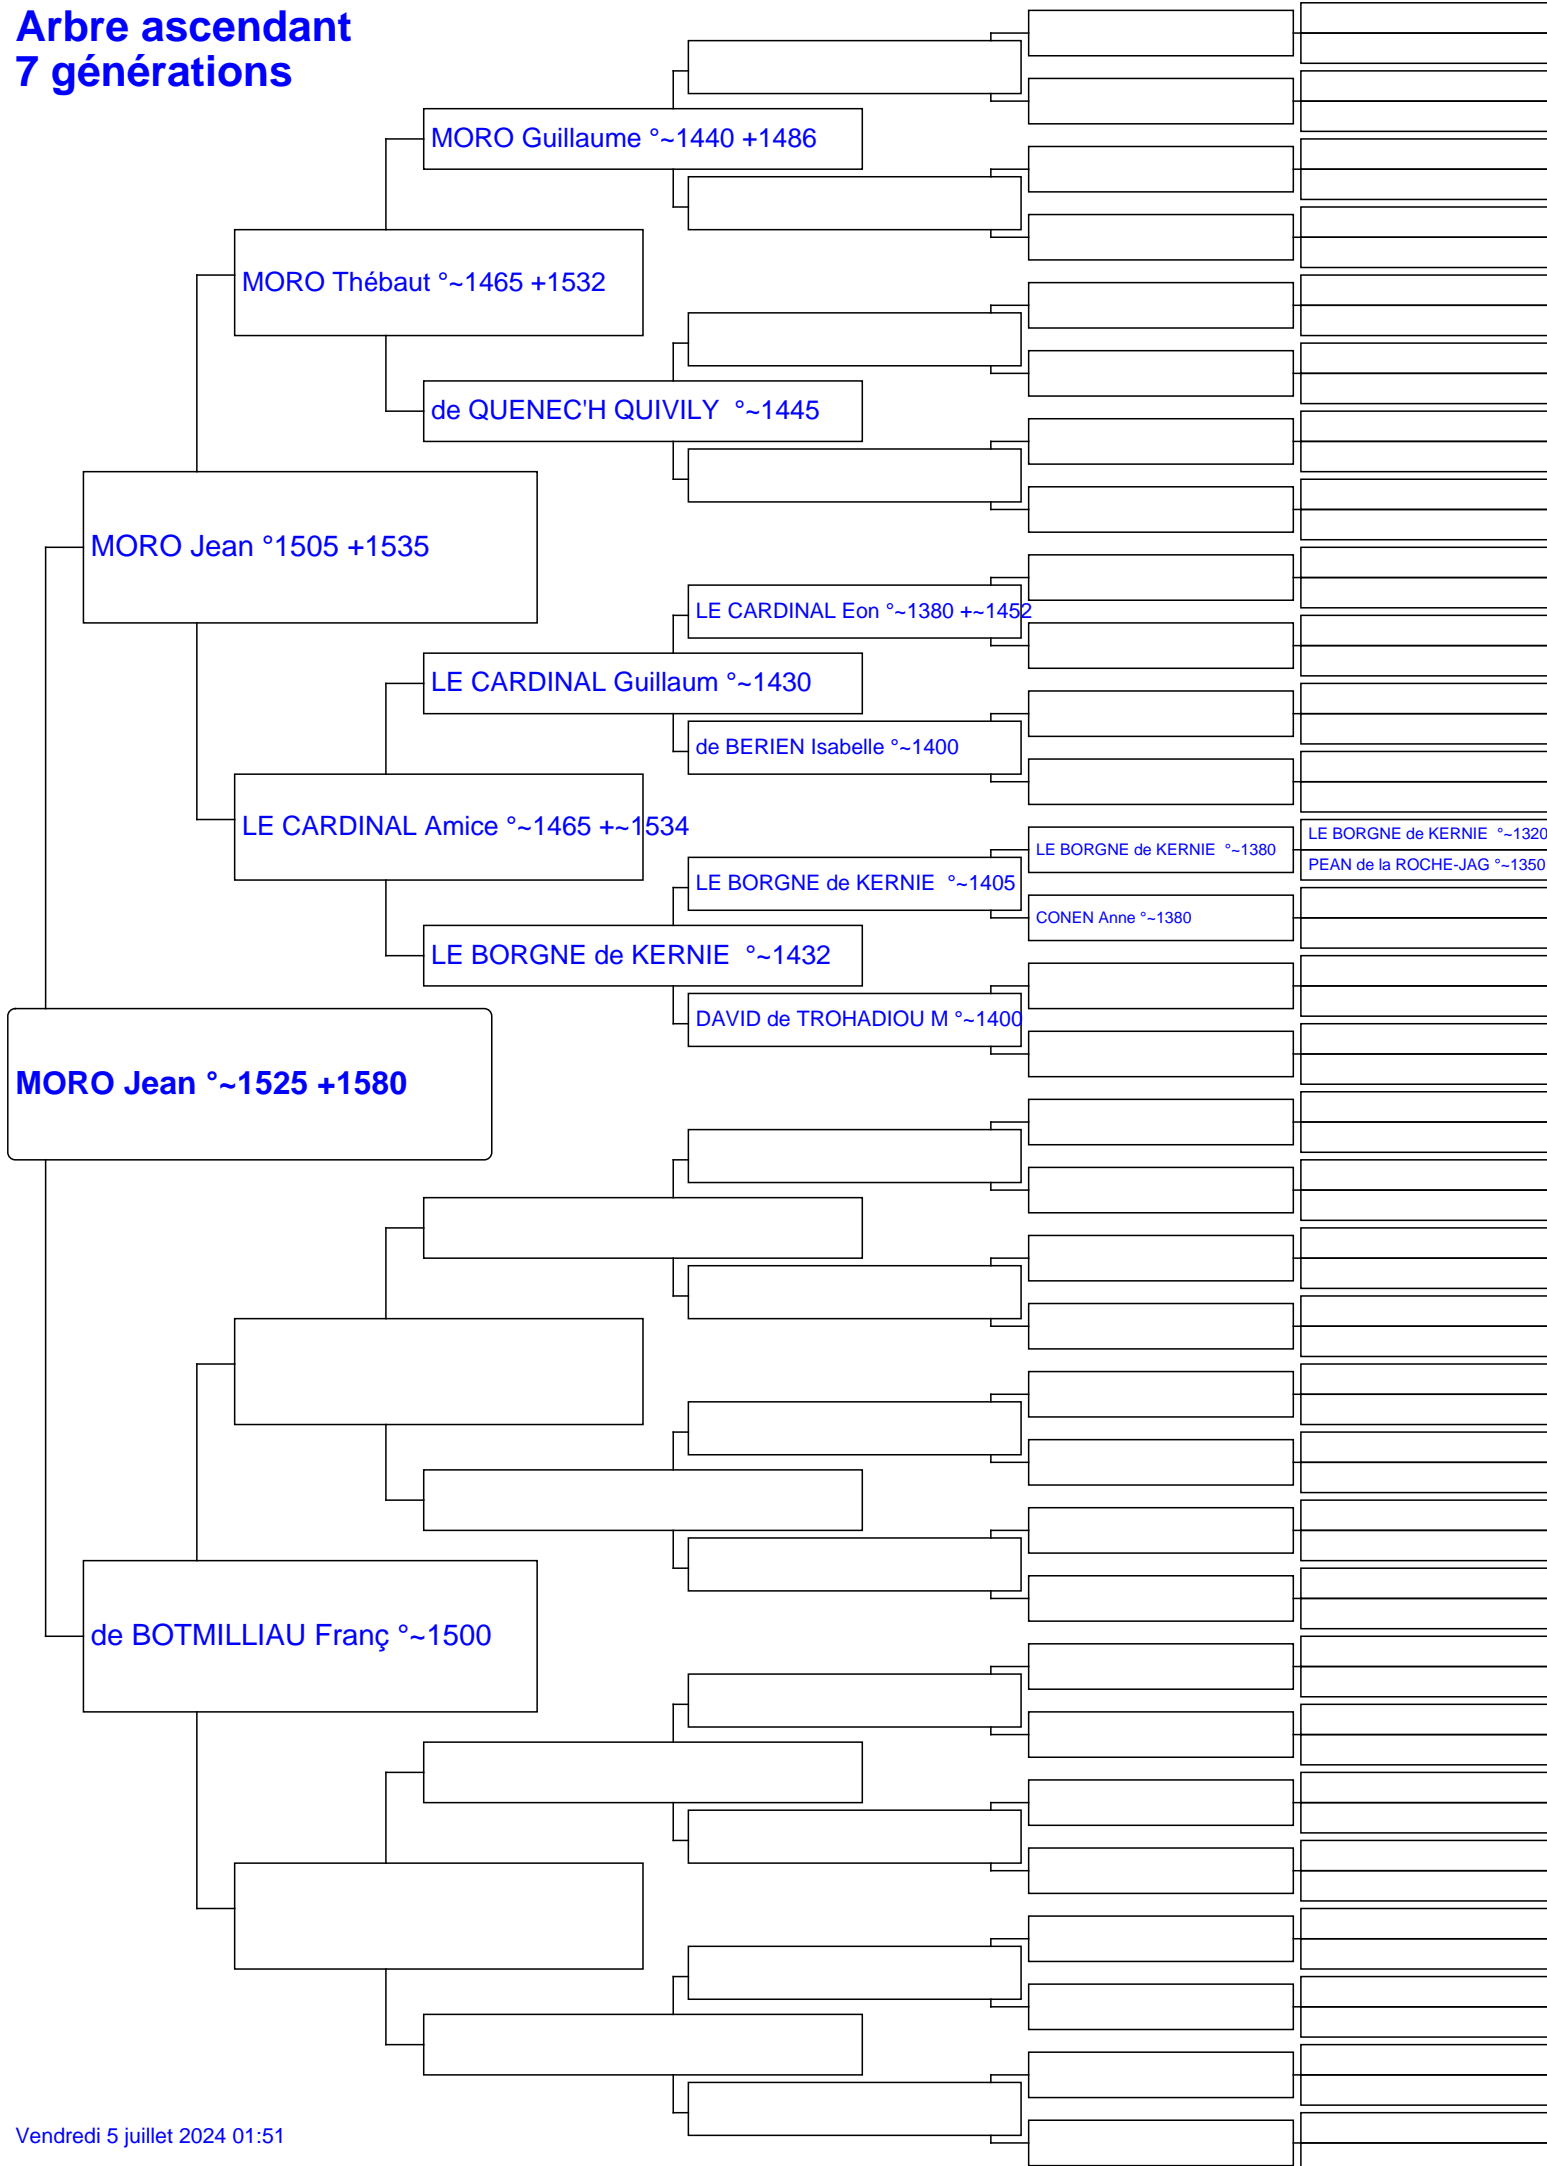 Arbre ascendant
7 générations
MORO Guillaume °~1440 +1486
MORO Thébaut °~1465 +1532
de QUENEC'H QUIVILY °~1445
MORO Jean °1505 +1535
LE CARDINAL Eon °~1380 +~1452
LE CARDINAL Guillaum °~1430
de BERIEN Isabelle °~1400
LE CARDINAL Amice °~1465 +~1534
LE BORGNE de KERNIE °~1320
LE BORGNE de KERNIE °~1380
PEAN de la ROCHE-JAG °~1350
LE BORGNE de KERNIE °~1405
CONEN Anne °~1380
LE BORGNE de KERNIE °~1432
DAVID de TROHADIOU M °~1400
MORO Jean °~1525 +1580
de BOTMILLIAU Franç °~1500
Vendredi 5 juillet 2024 01:51